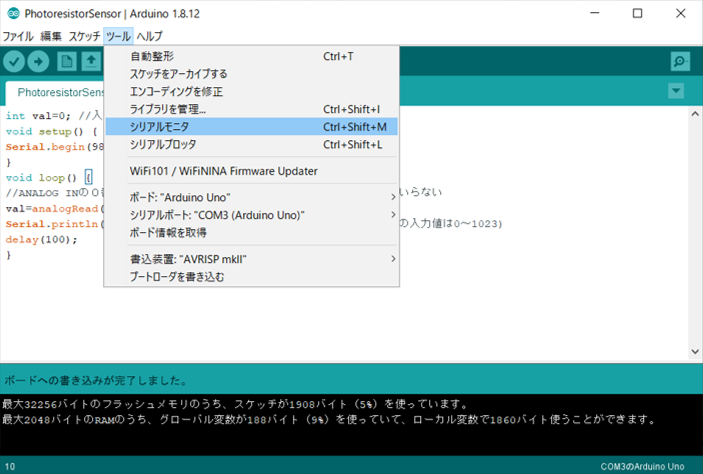 PhotoresistorSensor | Arduino 1.8.12
ファイル 編集 スケッチ ツール ヘルプ
PhotoresistorSens
自動整形 Ctrl+T
スケッチをアーカイブする
エンコーディングを修正
ライブラリを管理... Ctrl+Shift+I
シリアルモニタ Ctrl+Shift+M
シリアルプロッタ Ctrl+Shift+L
WiFi101 / WiFiNINA Firmware Updater
ボード: "Arduino Uno"
シリアルポート: "COM3 (Arduino Uno)"
ボード情報を取得
書込装置: "AVRISP mkII"
ブートローダを書き込む
int val=0; //入
void setup() {
Serial.begin(98
}
void loop() {
//ANALOG INの0番 いらない
val=analogRead(
Serial.println( の入力値は0～1023)
delay(100);
}
ボードへの書き込みが完了しました。
最大32256バイトのフラッシュメモリのうち、スケッチが1908バイト（5%）を使っています。
最大2048バイトのRAMのうち、グローバル変数が188バイト（9%）を使っていて、ローカル変数で1860バイト使うことができます。
10 COM3のArduino Uno